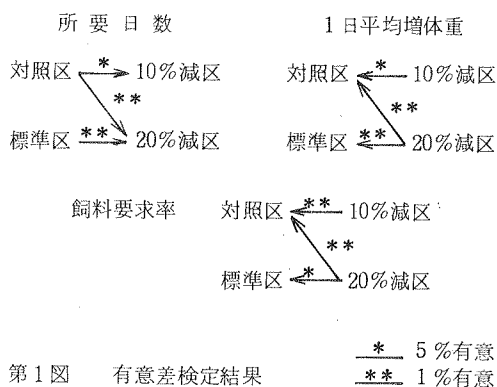 所要日数 1日平均増体重
対照区 * 10%減区 対照区 * 10%減区
** **
標準区 ** 20%減区 標準区 ** 20%減区
飼料要求率 対照区 ** 10%減区
**
標準区 * 20%減区
* 5%有意
第1図 有意差検定結果 ** 1%有意